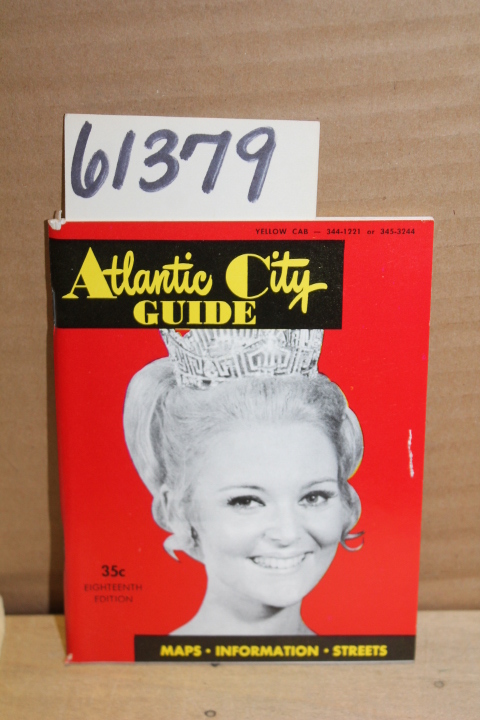 61379
YELLOW CAB — 344-1221 or 345-3244
Atlantic City
GUIDE
35c
EIGHTEENTH
EDITION
MAPS • INFORMATION • STREETS